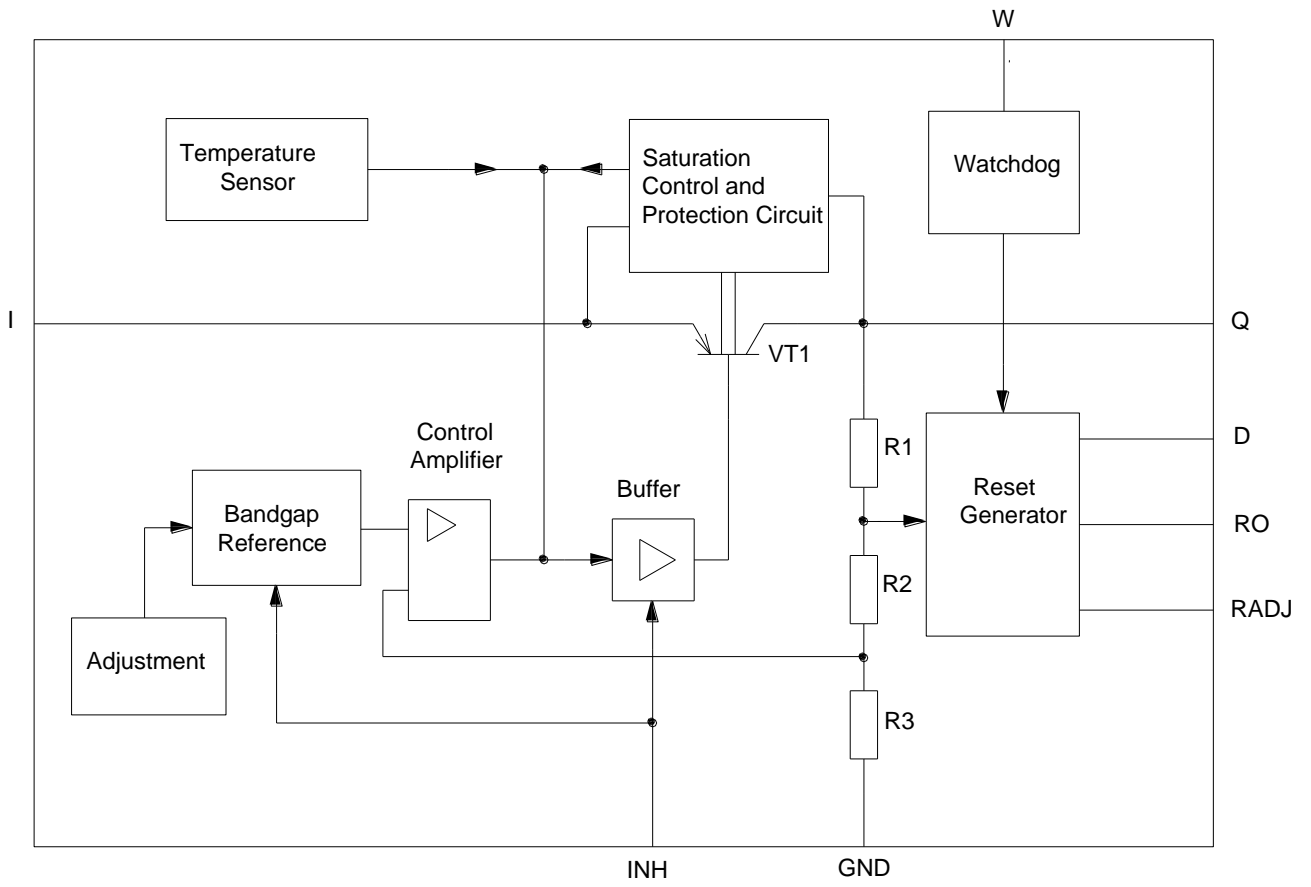 W
Temperature
Sensor
Saturation
Control and
Protection Circuit
Watchdog
I
Q
VT1
Control
Amplifier
R1
D
Buffer
Reset
Generator
Bandgap
Reference
RO
R2
RADJ
Adjustment
R3
INH
GND